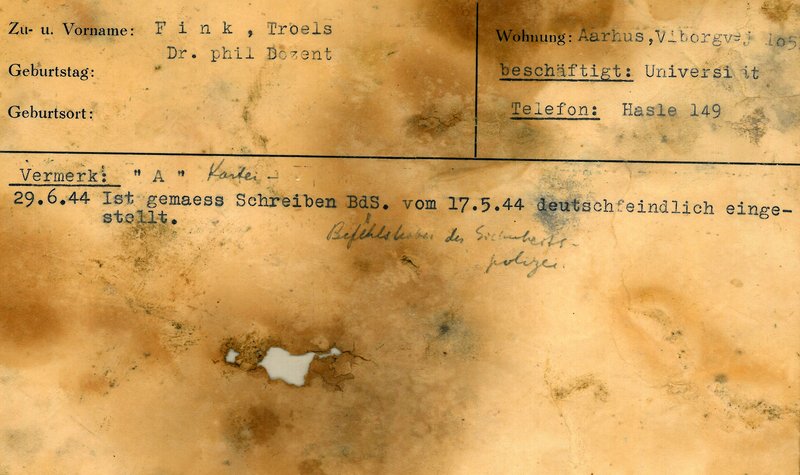 Zu- u. Vorname: F i n k , Troels
Dr. phil Dozent
Geburtstag:
Geburtsort:
Wohnung: Aarhus, Viborgvej 105
beschäftigt: Universität
Telefon: Hasle 149
Vermerk: " A " Kartei -
29.6.44 Ist gemaess Schreiben BdS. vom 17.5.44 deutschfeindlich einge-
stellt.
Befehlshaber der Sicherheits-
polizei.